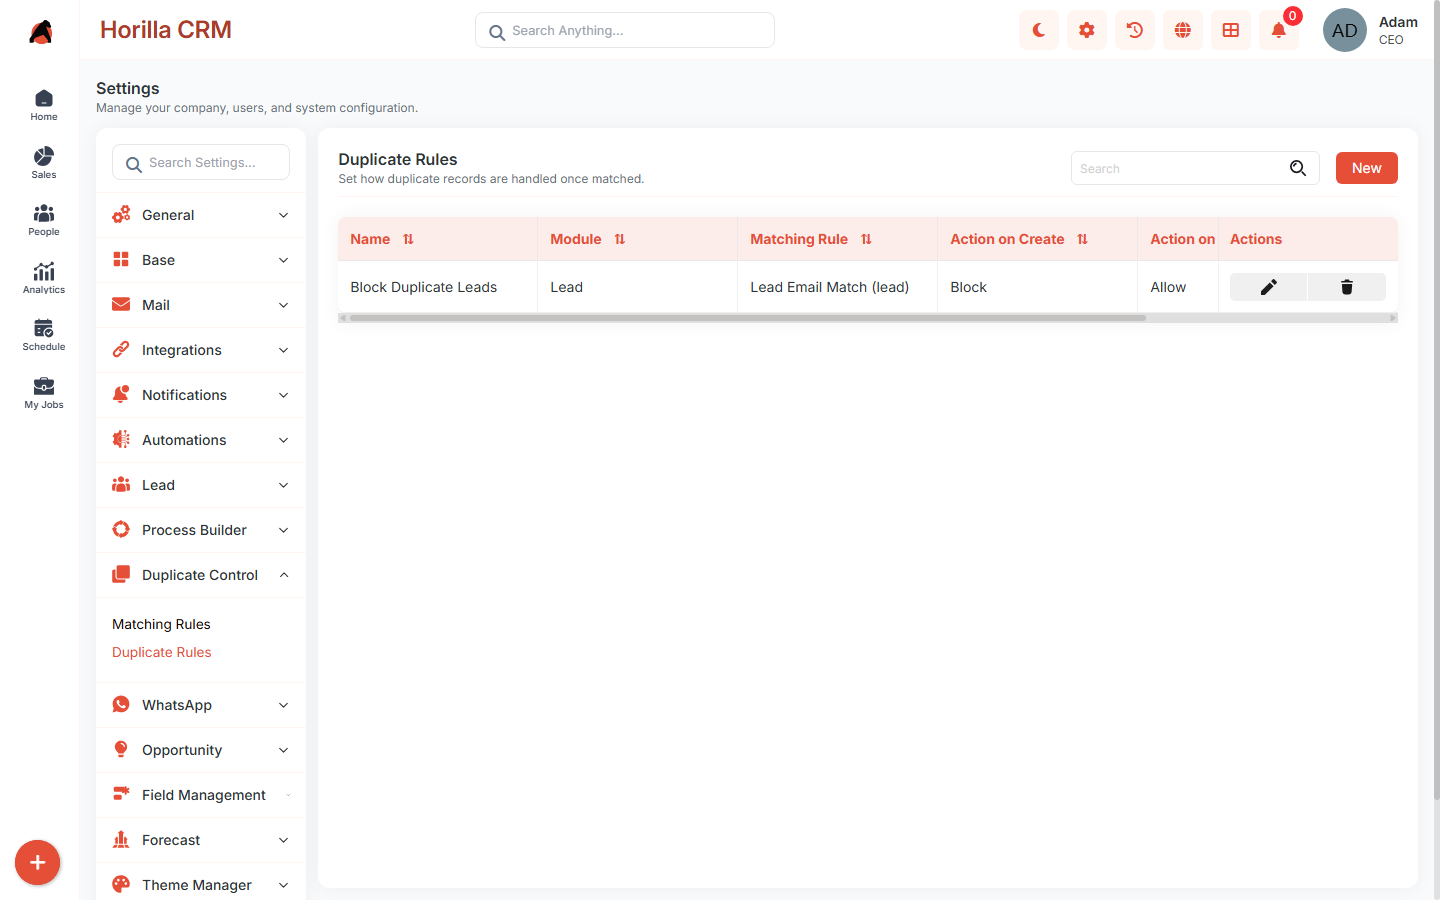 Horilla CRM
Search Anything...
0
AD
Adam
CEO
Home
Sales
People
Analytics
Schedule
My Jobs
Settings
Manage your company, users, and system configuration.
Search Settings...
General
Base
Mail
Integrations
Notifications
Automations
Lead
Process Builder
Duplicate Control
Matching Rules
Duplicate Rules
WhatsApp
Opportunity
Field Management
Forecast
Theme Manager
Duplicate Rules
Set how duplicate records are handled once matched.
Search
New
Name Module Matching Rule Action on Create Action on Actions
Block Duplicate Leads Lead Lead Email Match (lead) Block Allow